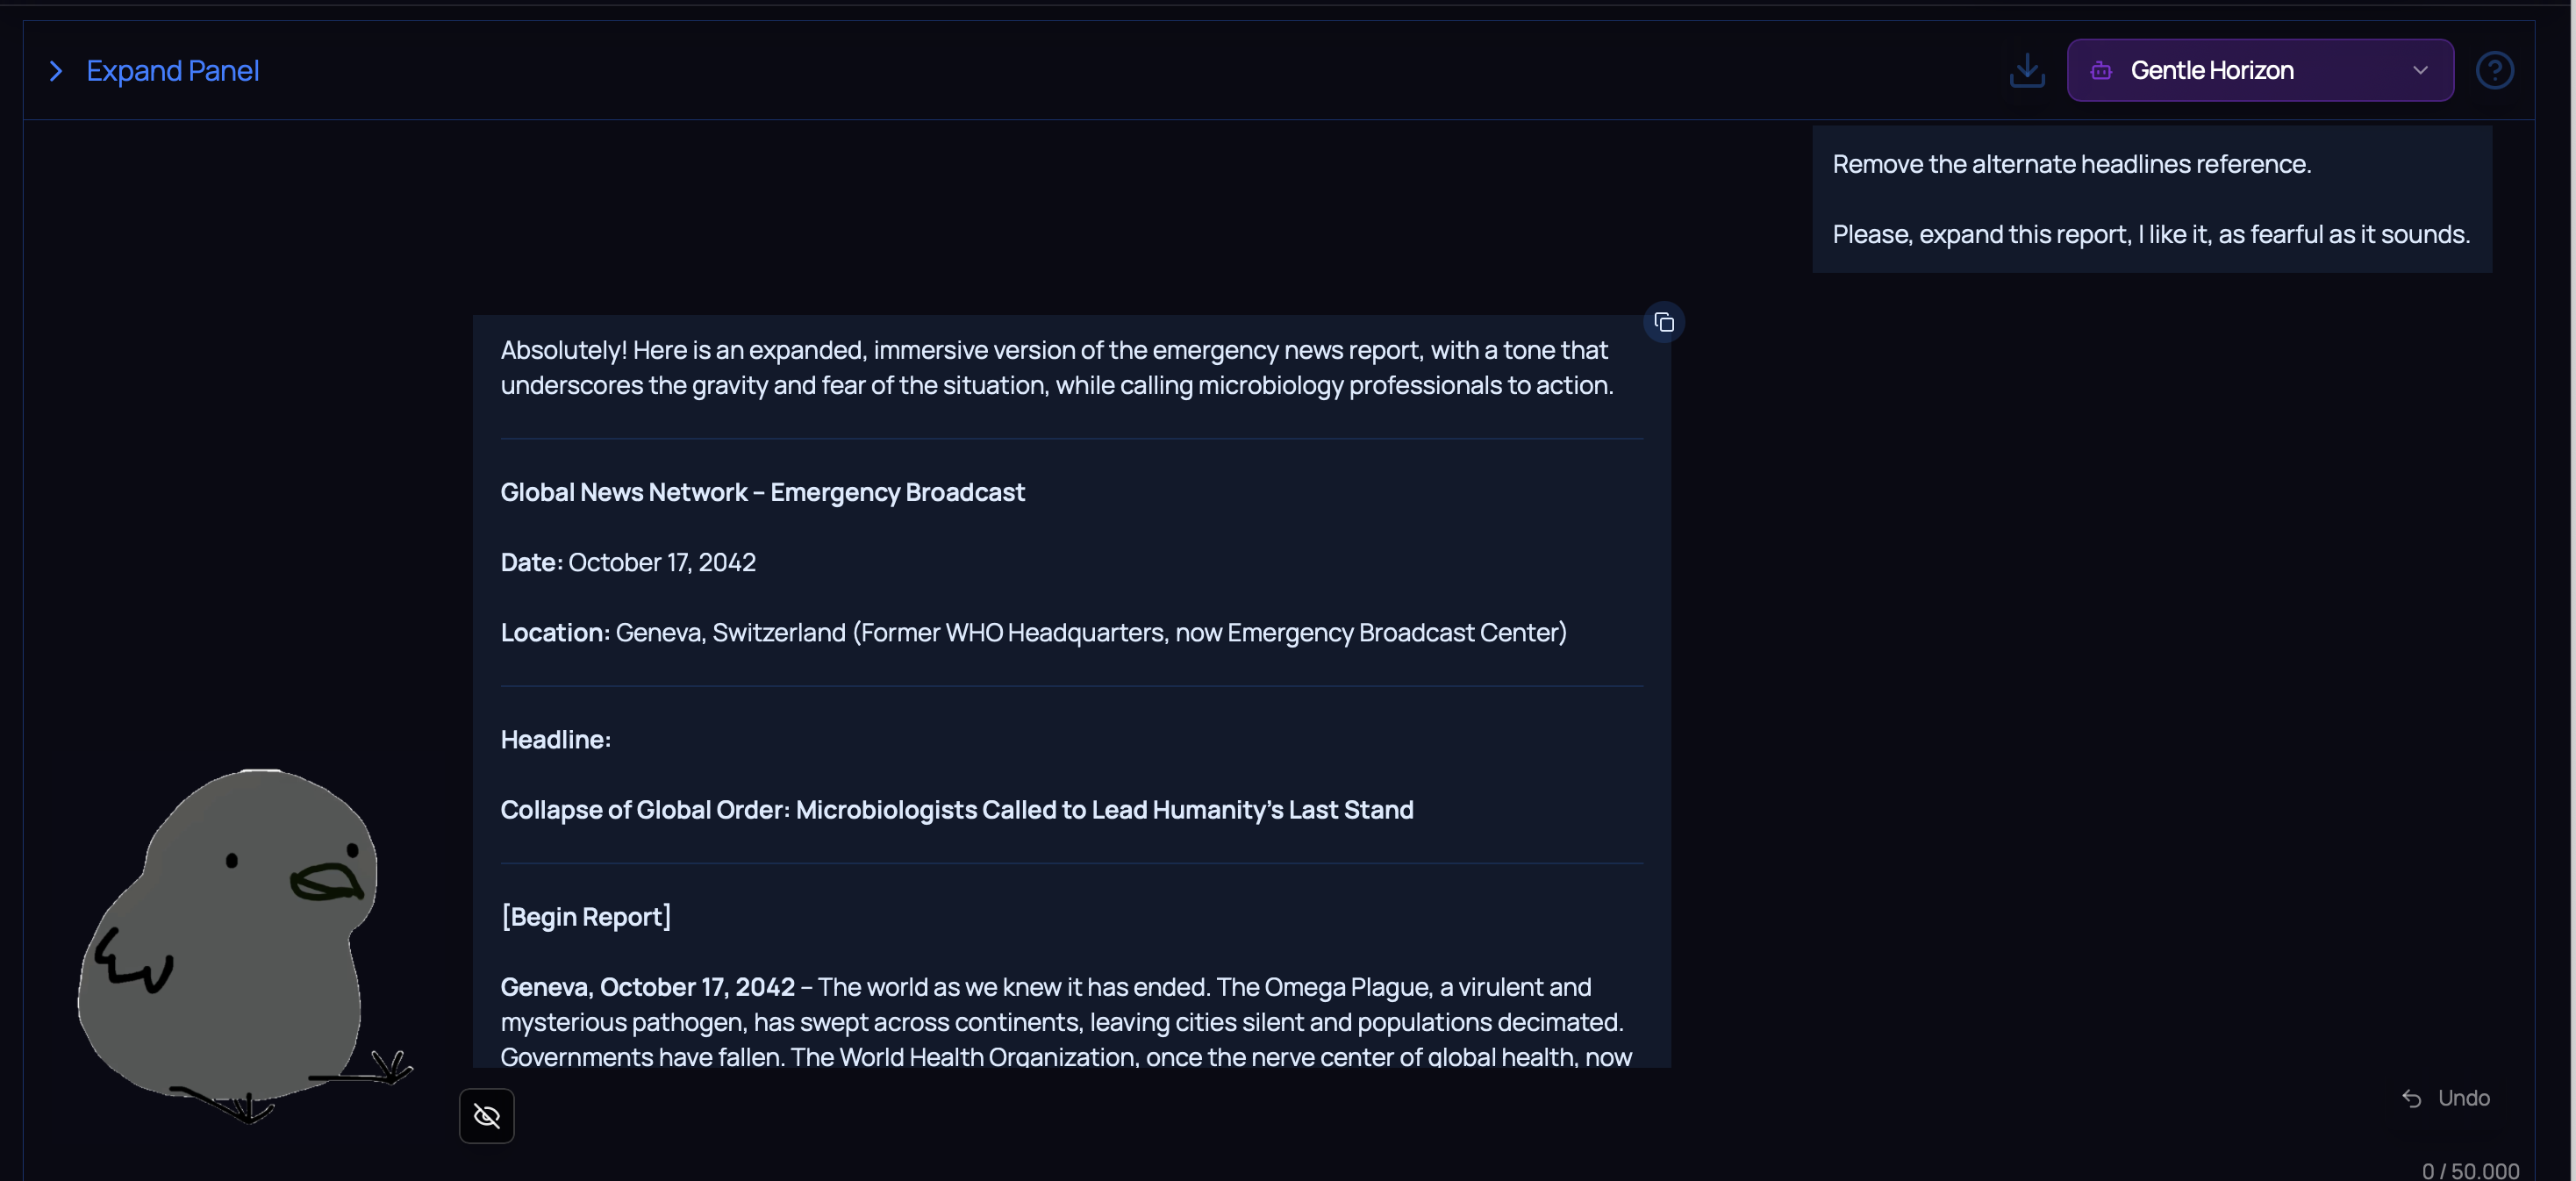 Expand Panel
Gentle Horizon
Remove the alternate headlines reference.
Please, expand this report, I like it, as fearful as it sounds.
Absolutely! Here is an expanded, immersive version of the emergency news report, with a tone that
underscores the gravity and fear of the situation, while calling microbiology professionals to action.
Global News Network – Emergency Broadcast
Date: October 17, 2042
Location: Geneva, Switzerland (Former WHO Headquarters, now Emergency Broadcast Center)
Headline:
Collapse of Global Order: Microbiologists Called to Lead Humanity’s Last Stand
[Begin Report]
Geneva, October 17, 2042 – The world as we knew it has ended. The Omega Plague, a virulent and
mysterious pathogen, has swept across continents, leaving cities silent and populations decimated.
Governments have fallen. The World Health Organization, once the nerve center of global health, now
Undo
0 / 50.000